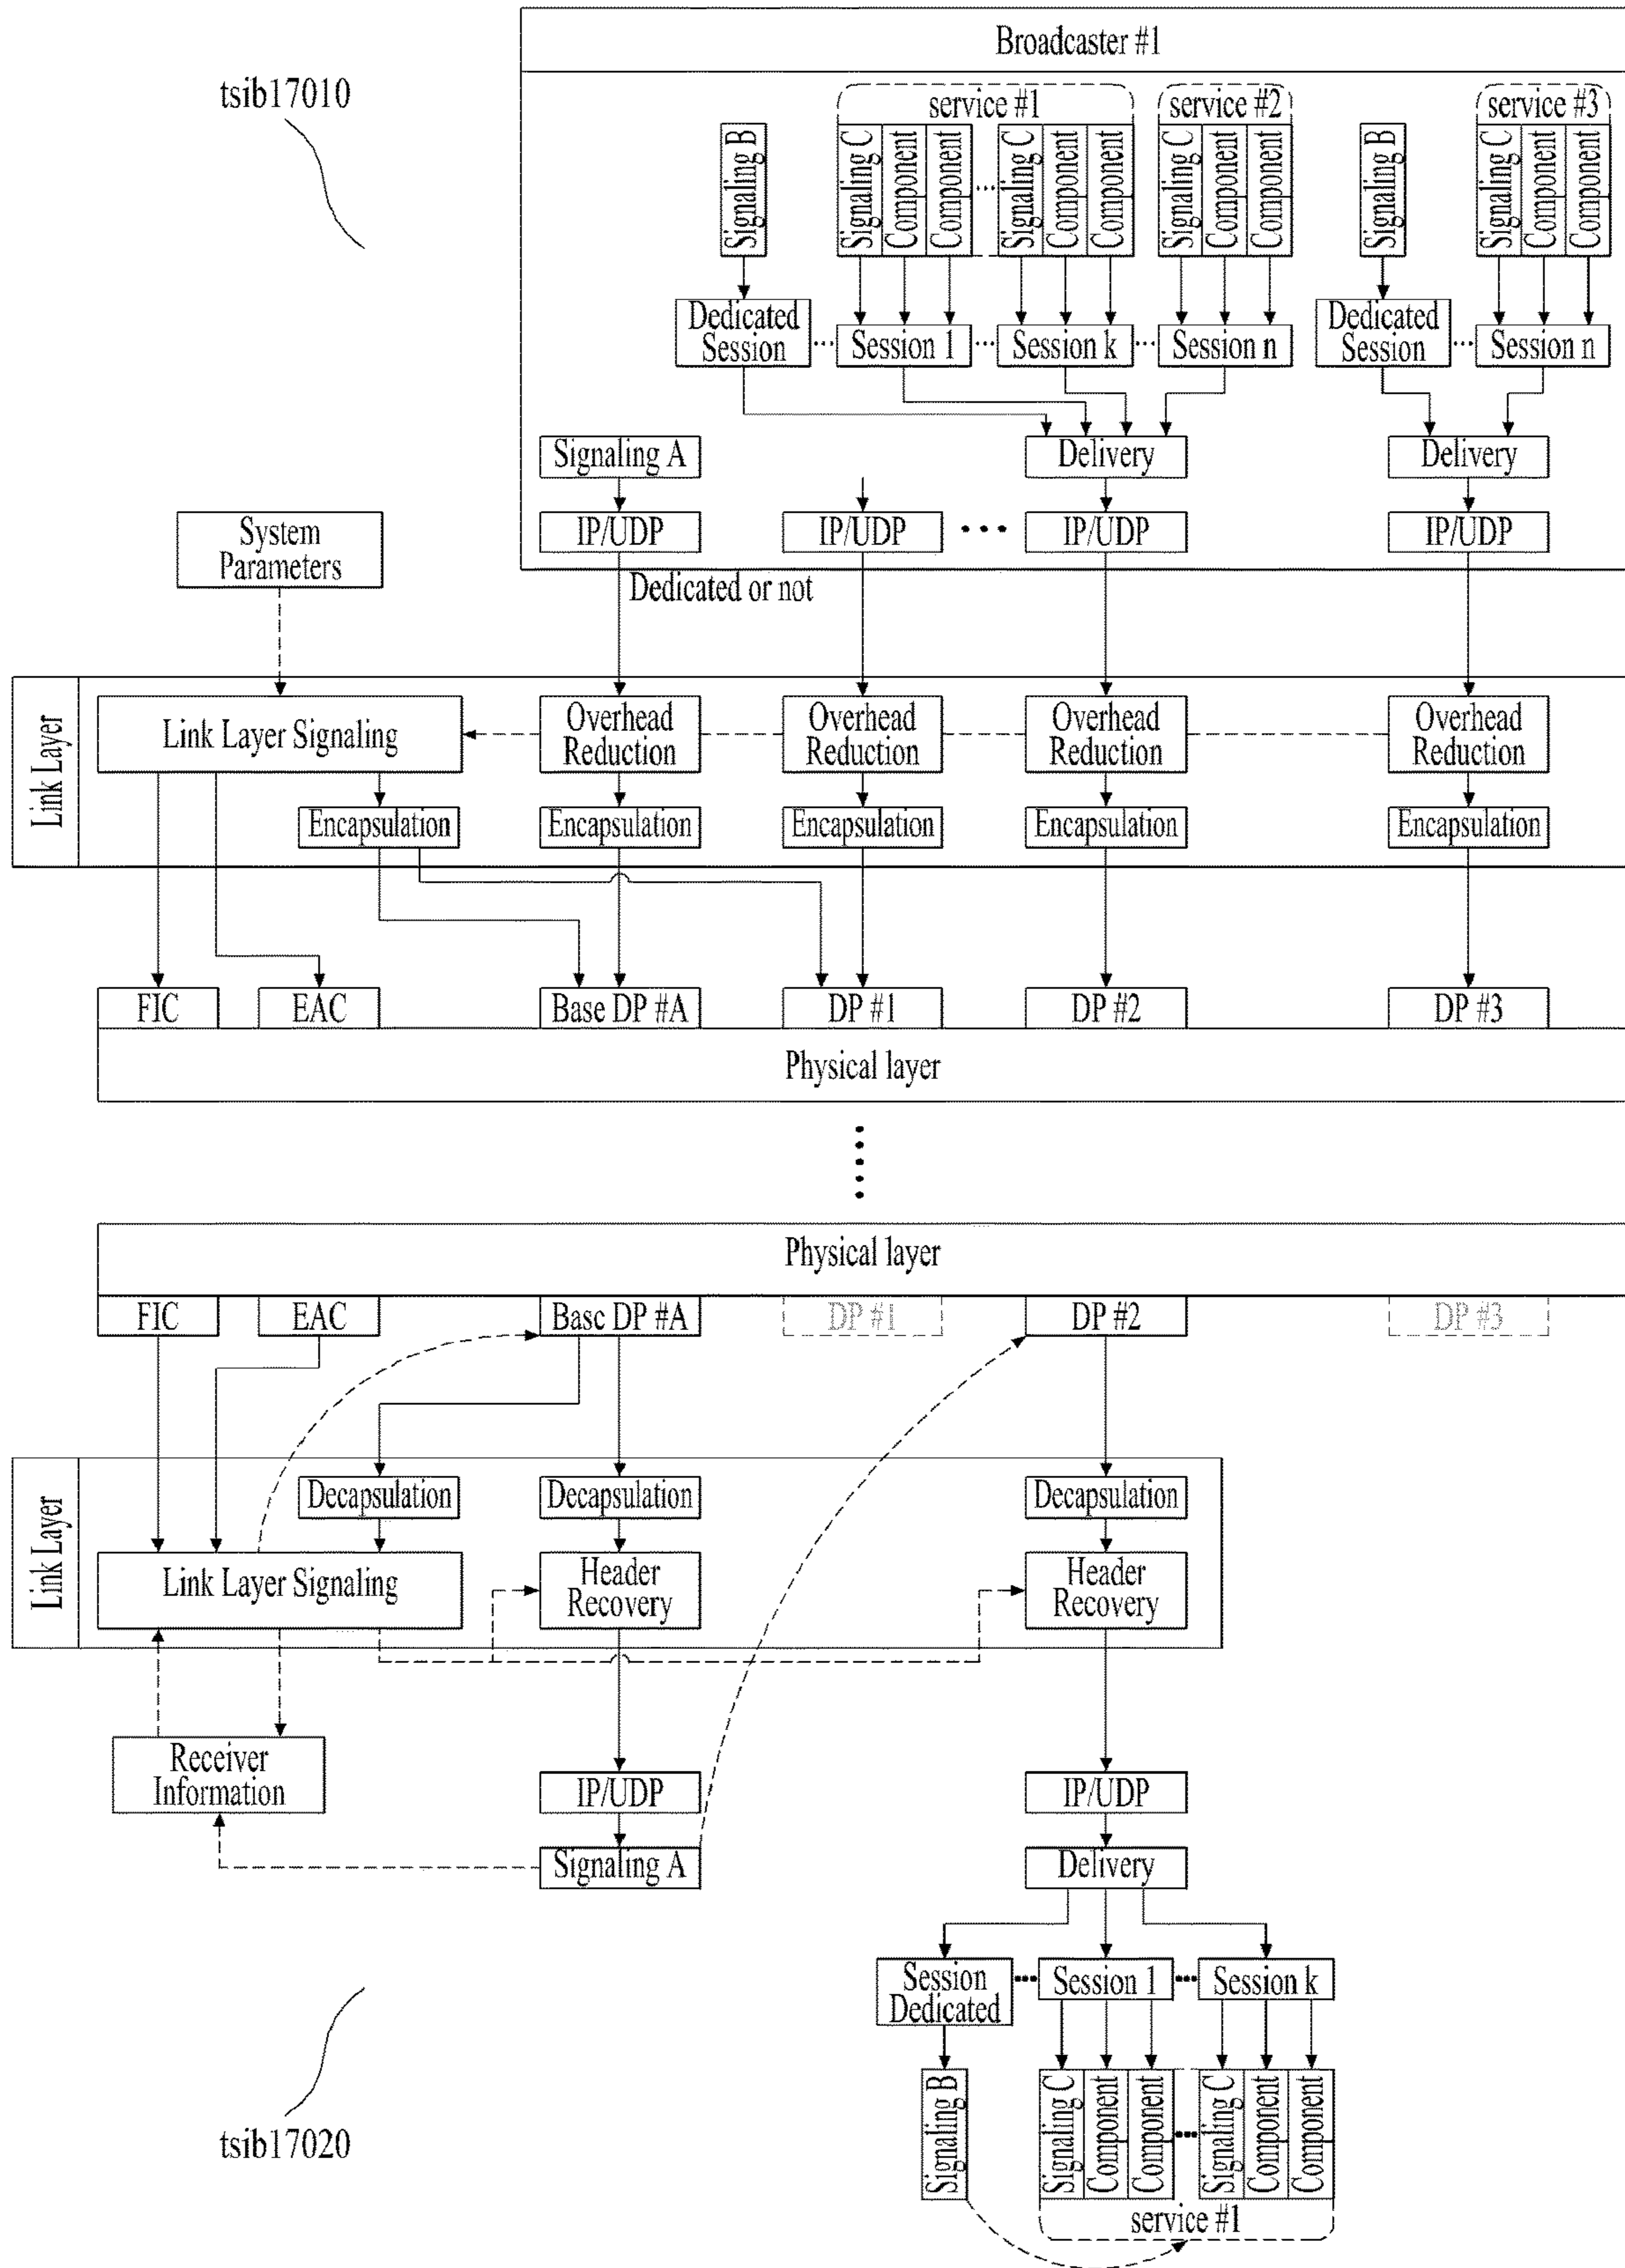 Broadcaster #1
tsib17010
service #1
service #2
service #3
Signaling B
Signaling C
Component
Component
...
Signaling C
Component
Component
Signaling C
Component
Component
Signaling B
Signaling C
Component
Component
Dedicated
Session
...
Session 1
...
Session k
...
Session n
Dedicated
Session
...
Session n
Signaling A
Delivery
Delivery
System
Parameters
IP/UDP
IP/UDP
...
IP/UDP
IP/UDP
Dedicated or not
Link Layer
Link Layer Signaling
Overhead
Reduction
Overhead
Reduction
Overhead
Reduction
Overhead
Reduction
Encapsulation
Encapsulation
Encapsulation
Encapsulation
Encapsulation
FIC
EAC
Base DP #A
DP #1
DP #2
DP #3
Physical layer
Physical layer
FIC
EAC
Base DP #A
DP #1
DP #2
DP #3
Link Layer
Decapsulation
Decapsulation
Decapsulation
Link Layer Signaling
Header
Recovery
Header
Recovery
Receiver
Information
IP/UDP
IP/UDP
Signaling A
Delivery
Session
Dedicated
...
Session 1
...
Session k
Signaling B
Signaling C
Component
Component
...
Signaling C
Component
Component
service #1
tsib17020